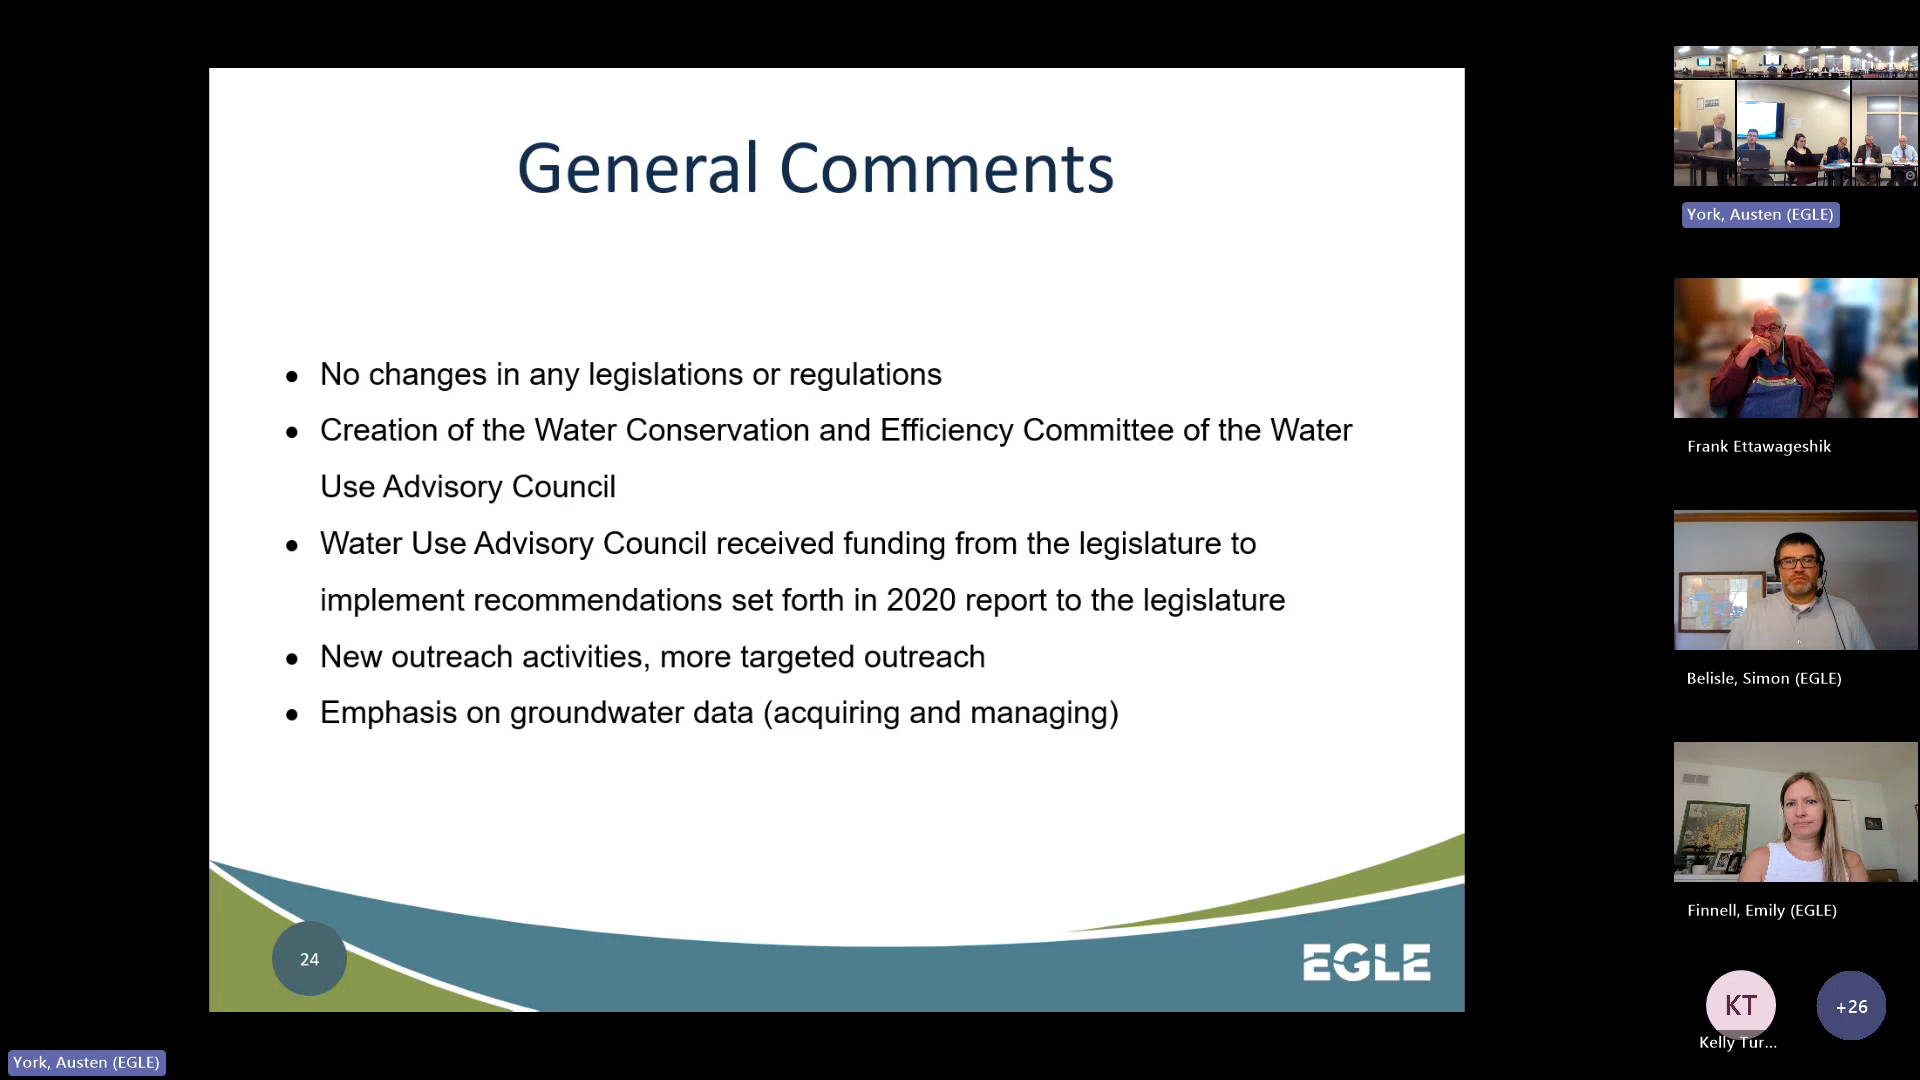 General Comments
• No changes in any legislations or regulations
• Creation of the Water Conservation and Efficiency Committee of the Water
Use Advisory Council
• Water Use Advisory Council received funding from the legislature to
implement recommendations set forth in 2020 report to the legislature
• New outreach activities, more targeted outreach
• Emphasis on groundwater data (acquiring and managing)
24
EGLE
York, Austen (EGLE)
York, Austen (EGLE)
Frank Ettawageshik
Belisle, Simon (EGLE)
Finnell, Emily (EGLE)
KT
+26
Kelly Tur...